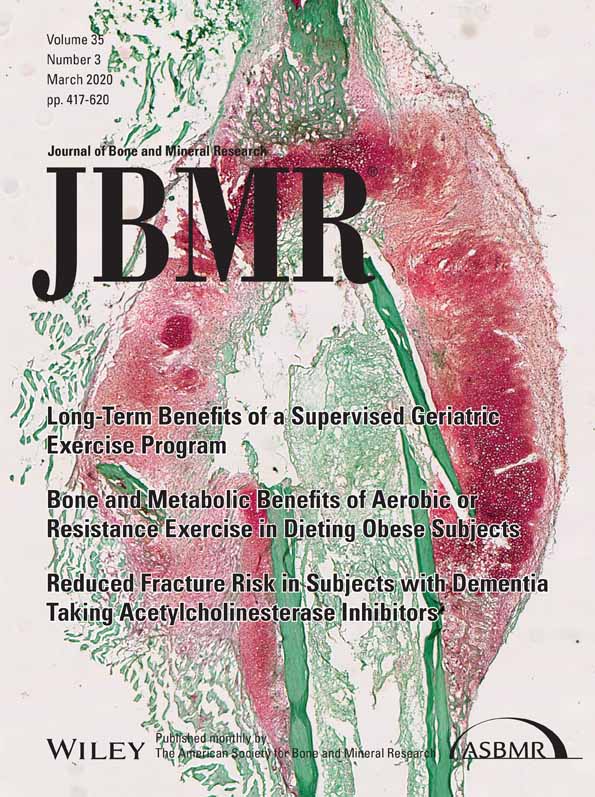 Volume 35
Number 3
March 2020
pp. 417-620
Journal of Bone and Mineral Research
JBMR®
Long-Term Benefits of a Supervised Geriatric
Exercise Program
Bone and Metabolic Benefits of Aerobic or
Resistance Exercise in Dieting Obese Subjects
Reduced Fracture Risk in Subjects with Dementia
Taking Acetylcholinesterase Inhibitors
WILEY
Published monthly by
The American Society for Bone and Mineral Research
ASBMR